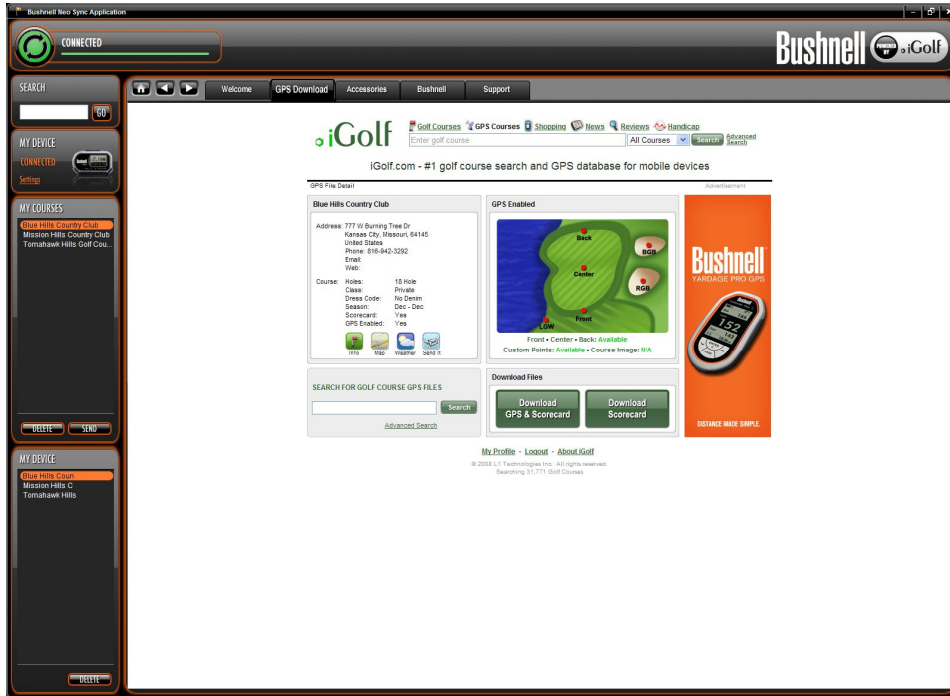 Bushnell Neo Sync Application
CONNECTED
Bushnell POWERED BY iGolf
SEARCH
GO
MY DEVICE
CONNECTED
Settings
MY COURSES
Blue Hills Country Club
Mission Hills Country Club
Tomahawk Hills Golf Cou...
DELETE SEND
MY DEVICE
Blue Hills Coun
Mission Hills C
Tomahawk Hills
DELETE
Welcome GPS Download Accessories Bushnell Support
iGolf
Golf Courses GPS Courses Shopping News Reviews Handicap
Enter golf course All Courses Search Advanced Search
iGolf.com - #1 golf course search and GPS database for mobile devices
GPS File Detail
Advertisement
Blue Hills Country Club
Address: 777 W Burning Tree Dr
Kansas City, Missouri, 64145
United States
Phone: 816-942-3292
Email:
Web:
Course: Holes: 18 Hole
Class: Private
Dress Code: No Denim
Season: Dec - Dec
Scorecard: Yes
GPS Enabled: Yes
Info Map Weather Send It
GPS Enabled
Back
BGB
Center
RGB
Front
LGW
Front • Center • Back: Available
Custom Points: Available • Course Image: N/A
SEARCH FOR GOLF COURSE GPS FILES
Search
Advanced Search
Download Files
Download GPS & Scorecard
Download Scorecard
Bushnell
YARDAGE PRO GPS
152
DISTANCE MADE SIMPLE.
My Profile - Logout - About iGolf
© 2008 L1 Technologies Inc. All rights reserved.
Searching 31,771 Golf Courses